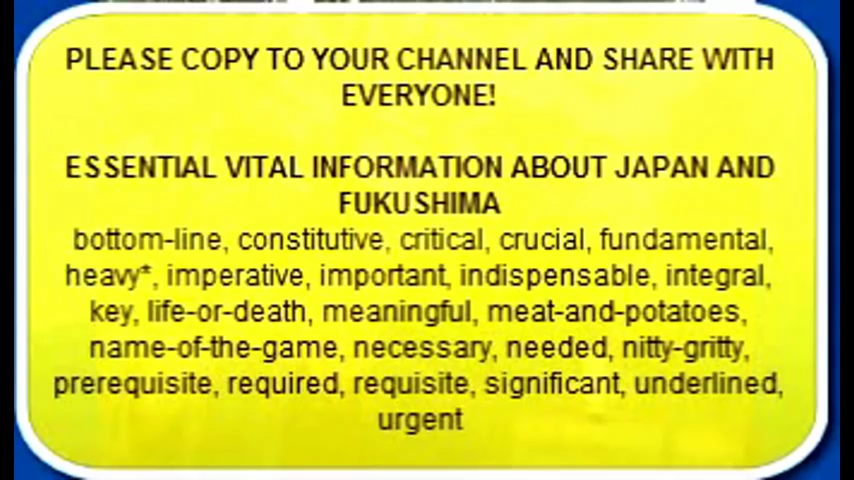 PLEASE COPY TO YOUR CHANNEL AND SHARE WITH
EVERYONE!
ESSENTIAL VITAL INFORMATION ABOUT JAPAN AND
FUKUSHIMA
bottom-line, constitutive, critical, crucial, fundamental,
heavy*, imperative, important, indispensable, integral,
key, life-or-death, meaningful, meat-and-potatoes,
name-of-the-game, necessary, needed, nitty-gritty,
prerequisite, required, requisite, significant, underlined,
urgent